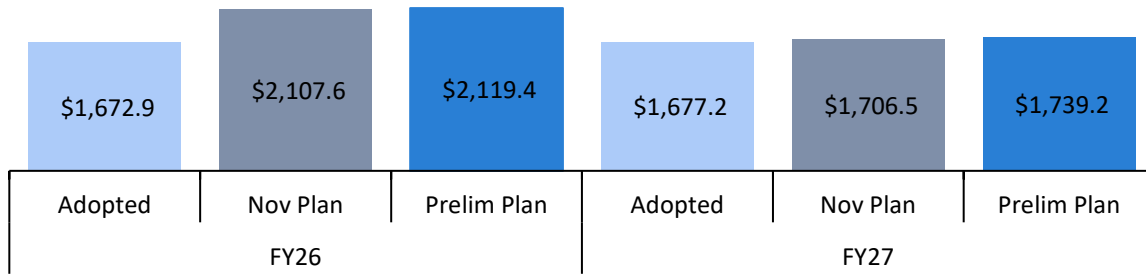 $1,672.9 $2,107.6 $2,119.4 $1,677.2 $1,706.5 $1,739.2
Adopted Nov Plan Prelim Plan Adopted Nov Plan Prelim Plan
FY26 FY27